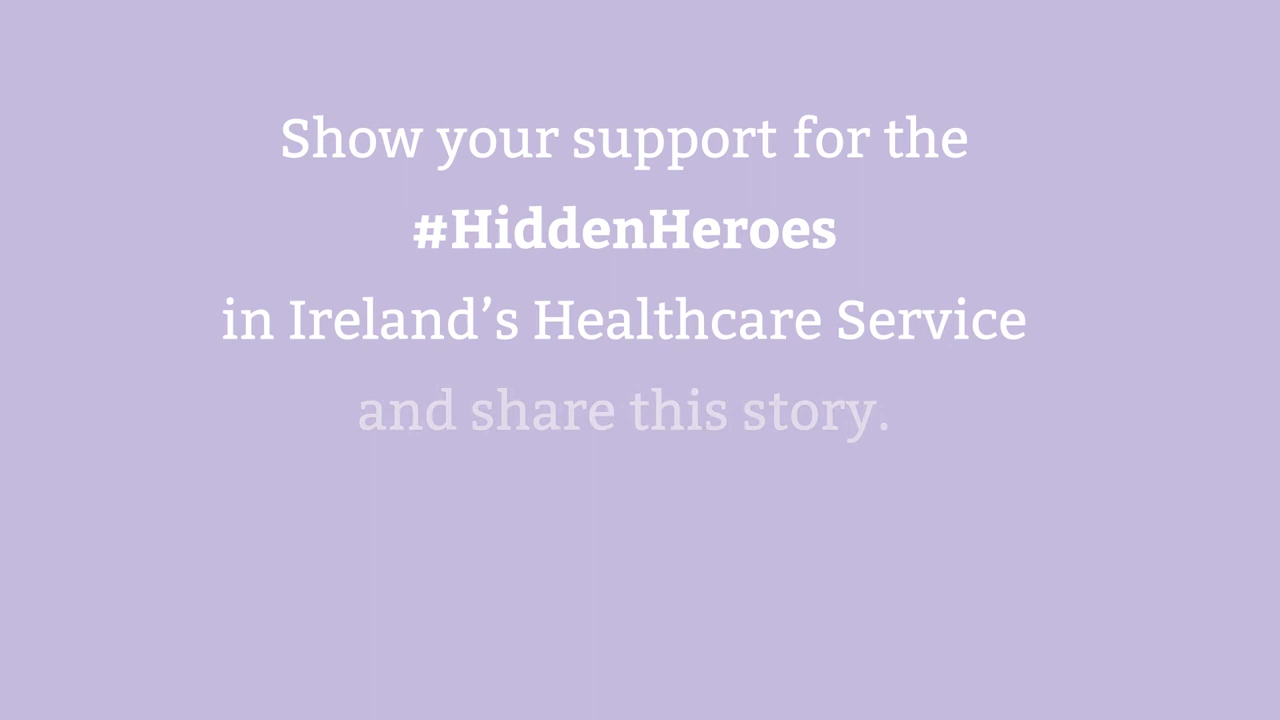 Show your support for the
#HiddenHeroes
in Ireland’s Healthcare Service
and share this story.